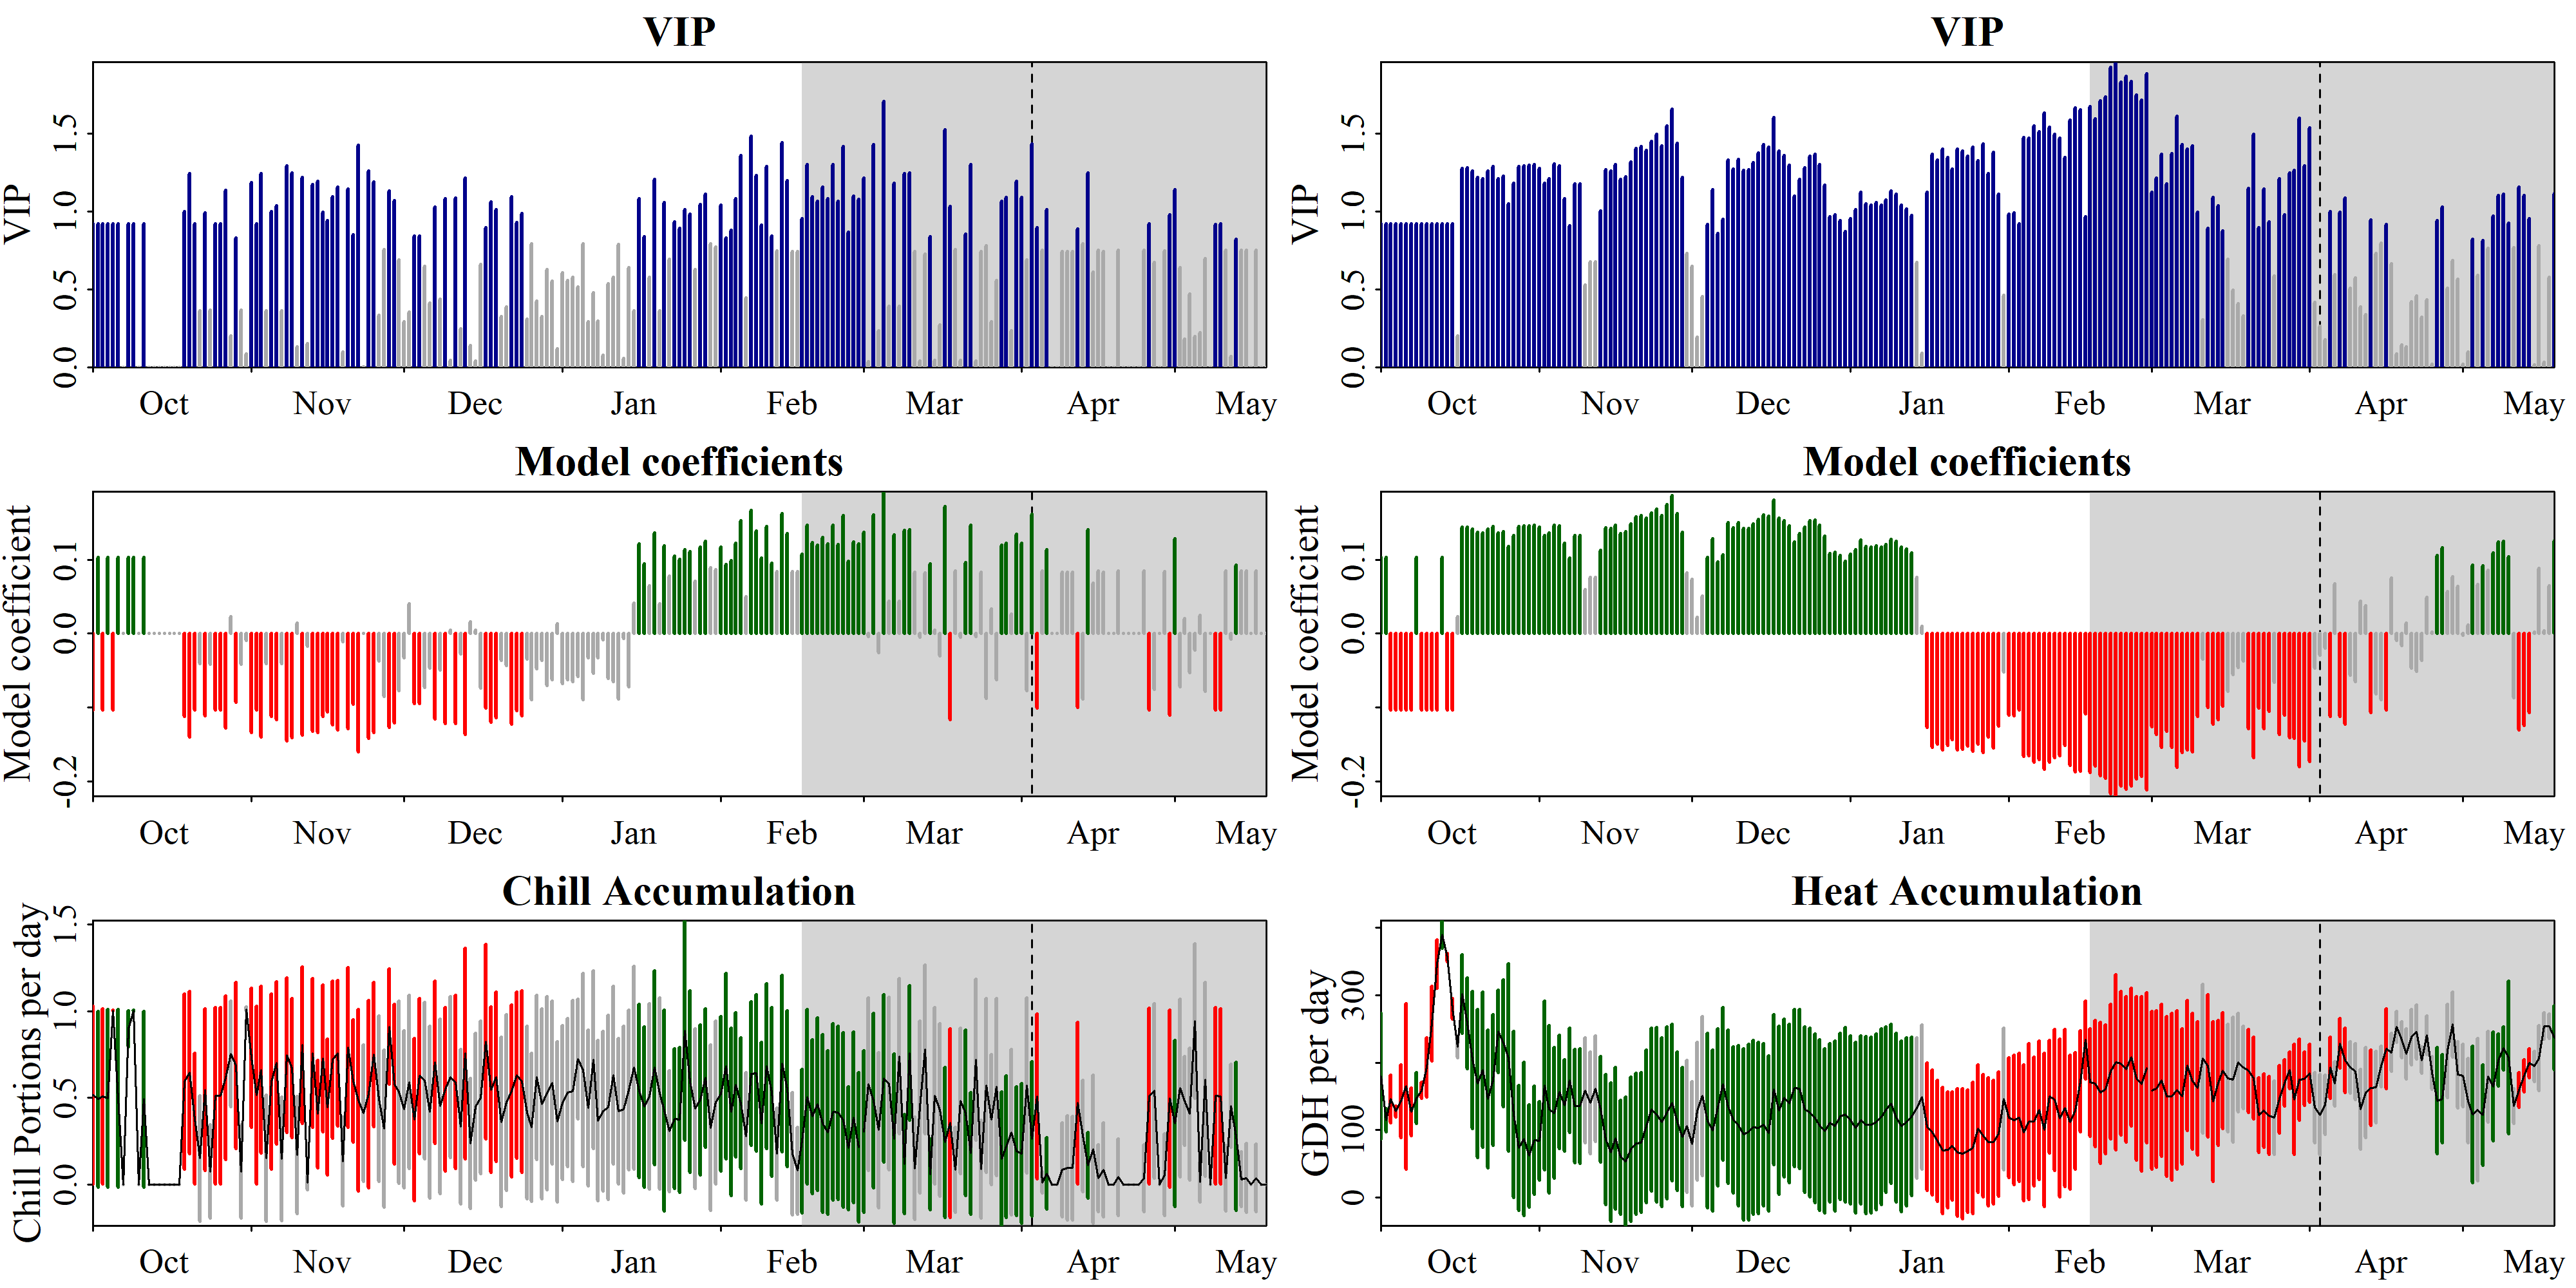 VIP
VIP
0.0 0.5 1.0 1.5
Oct Nov Dec Jan Feb Mar Apr May
VIP
VIP
0.0 0.5 1.0 1.5
Oct Nov Dec Jan Feb Mar Apr May
Model coefficients
Model coefficient
-0.2 0.0 0.1
Oct Nov Dec Jan Feb Mar Apr May
Model coefficients
Model coefficient
-0.2 0.0 0.1
Oct Nov Dec Jan Feb Mar Apr May
Chill Accumulation
Chill Portions per day
0.0 0.5 1.0 1.5
Oct Nov Dec Jan Feb Mar Apr May
Heat Accumulation
GDH per day
0 100 300
Oct Nov Dec Jan Feb Mar Apr May